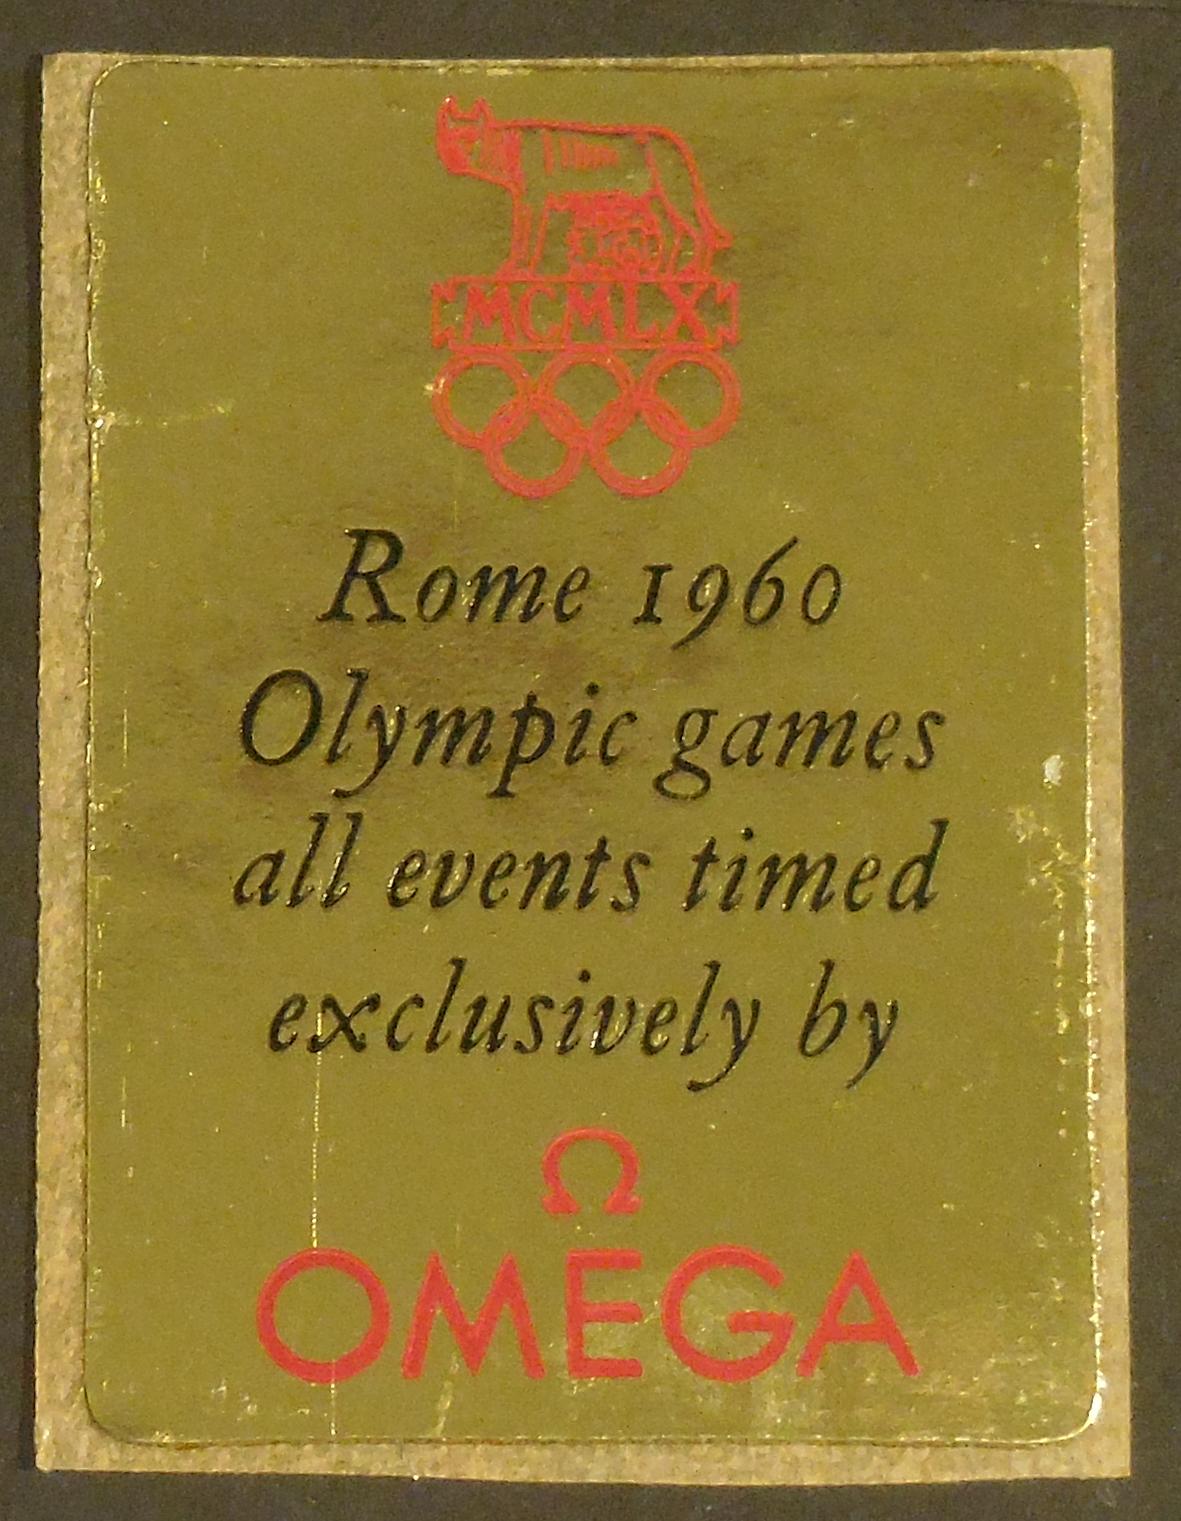 MCMLX
Rome 1960
Olympic games
all events timed
exclusively by
Ω
OMEGA